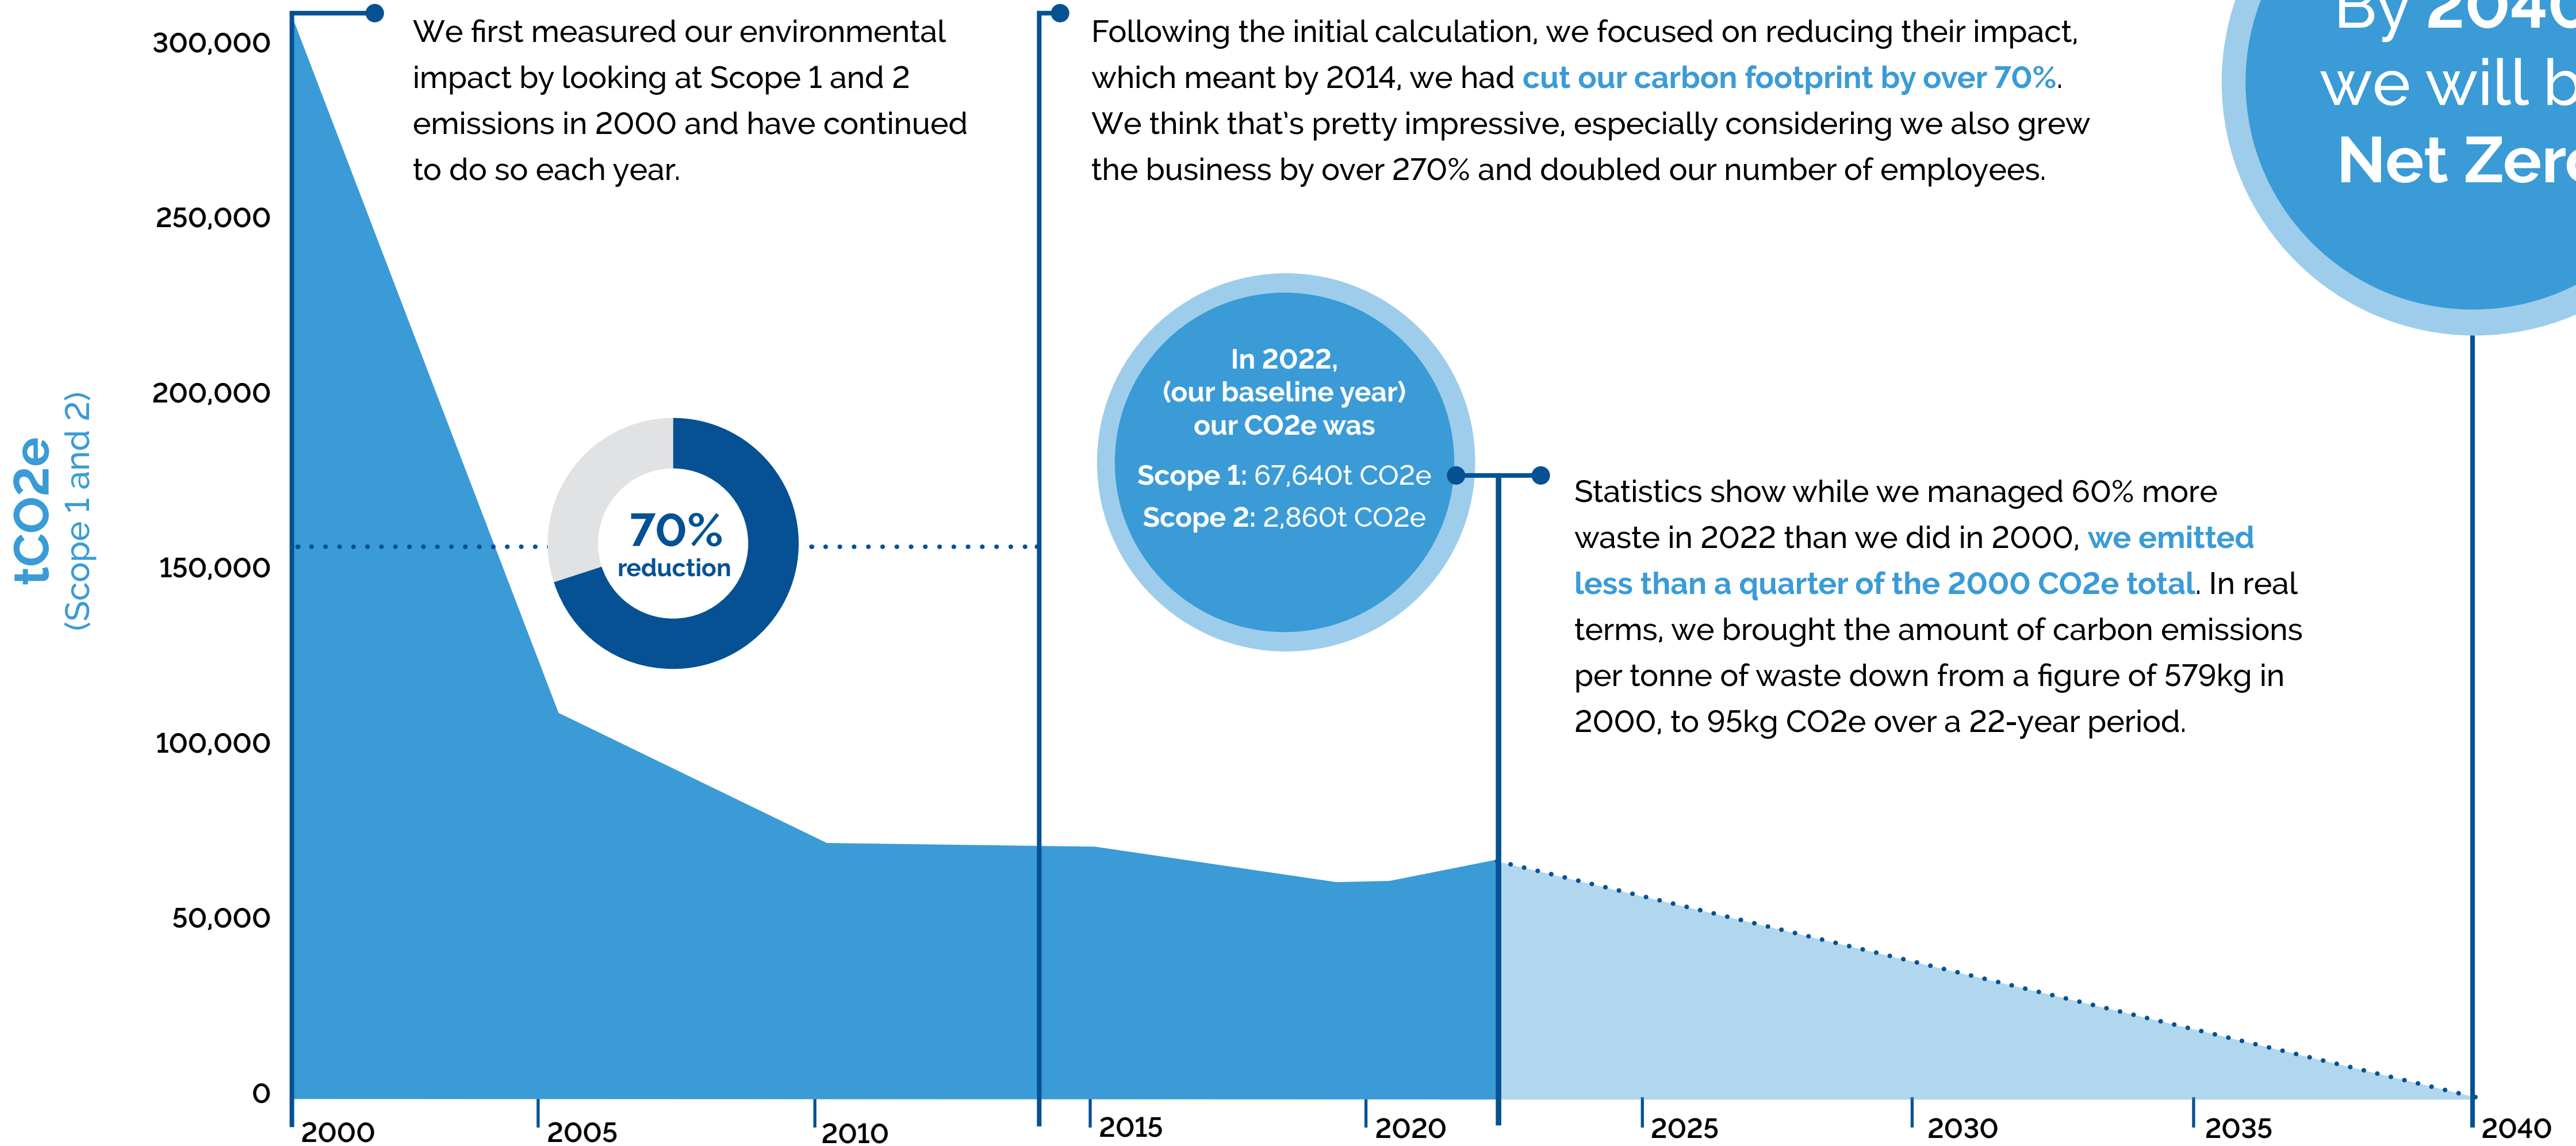 We first measured our environmental
impact by looking at Scope 1 and 2
emissions in 2000 and have continued
to do so each year.
Following the initial calculation, we focused on reducing their impact,
which meant by 2014, we had cut our carbon footprint by over 70%.
We think that's pretty impressive, especially considering we also grew
the business by over 270% and doubled our number of employees.
By 2040
we will b
Net Zero
300,000
250,000
200,000
150,000
100,000
50,000
0
tCO2e
(Scope 1 and 2)
70%
reduction
In 2022,
(our baseline year)
our CO2e was
Scope 1: 67,640t CO2e
Scope 2: 2,860t CO2e
Statistics show while we managed 60% more
waste in 2022 than we did in 2000, we emitted
less than a quarter of the 2000 CO2e total. In real
terms, we brought the amount of carbon emissions
per tonne of waste down from a figure of 579kg in
2000, to 95kg CO2e over a 22-year period.
2000
2005
2010
2015
2020
2025
2030
2035
2040